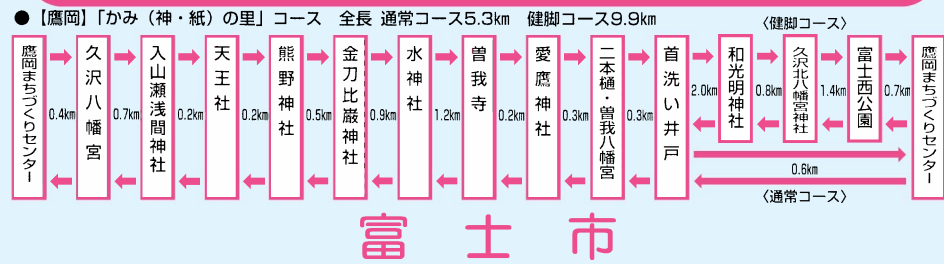 ●【鷹岡】「かみ（神・紙）の里」コース　全長 通常コース5.3㎞　健脚コース9.9㎞
〈健脚コース〉
鷹岡まちづくりセンター
0.4㎞
久沢八幡宮
0.7㎞
入山瀬浅間神社
0.2㎞
天王社
0.2㎞
熊野神社
0.5㎞
金刀比厳神社
0.9㎞
水神社
1.2㎞
曽我寺
0.2㎞
愛鷹神社
0.3㎞
二本樋・曽我八幡宮
0.3㎞
首洗い井戸
2.0㎞
和光明神社
0.8㎞
久沢北八幡宮神社
1.4㎞
富士西公園
0.7㎞
鷹岡まちづくりセンター
0.6㎞
〈通常コース〉
富士市